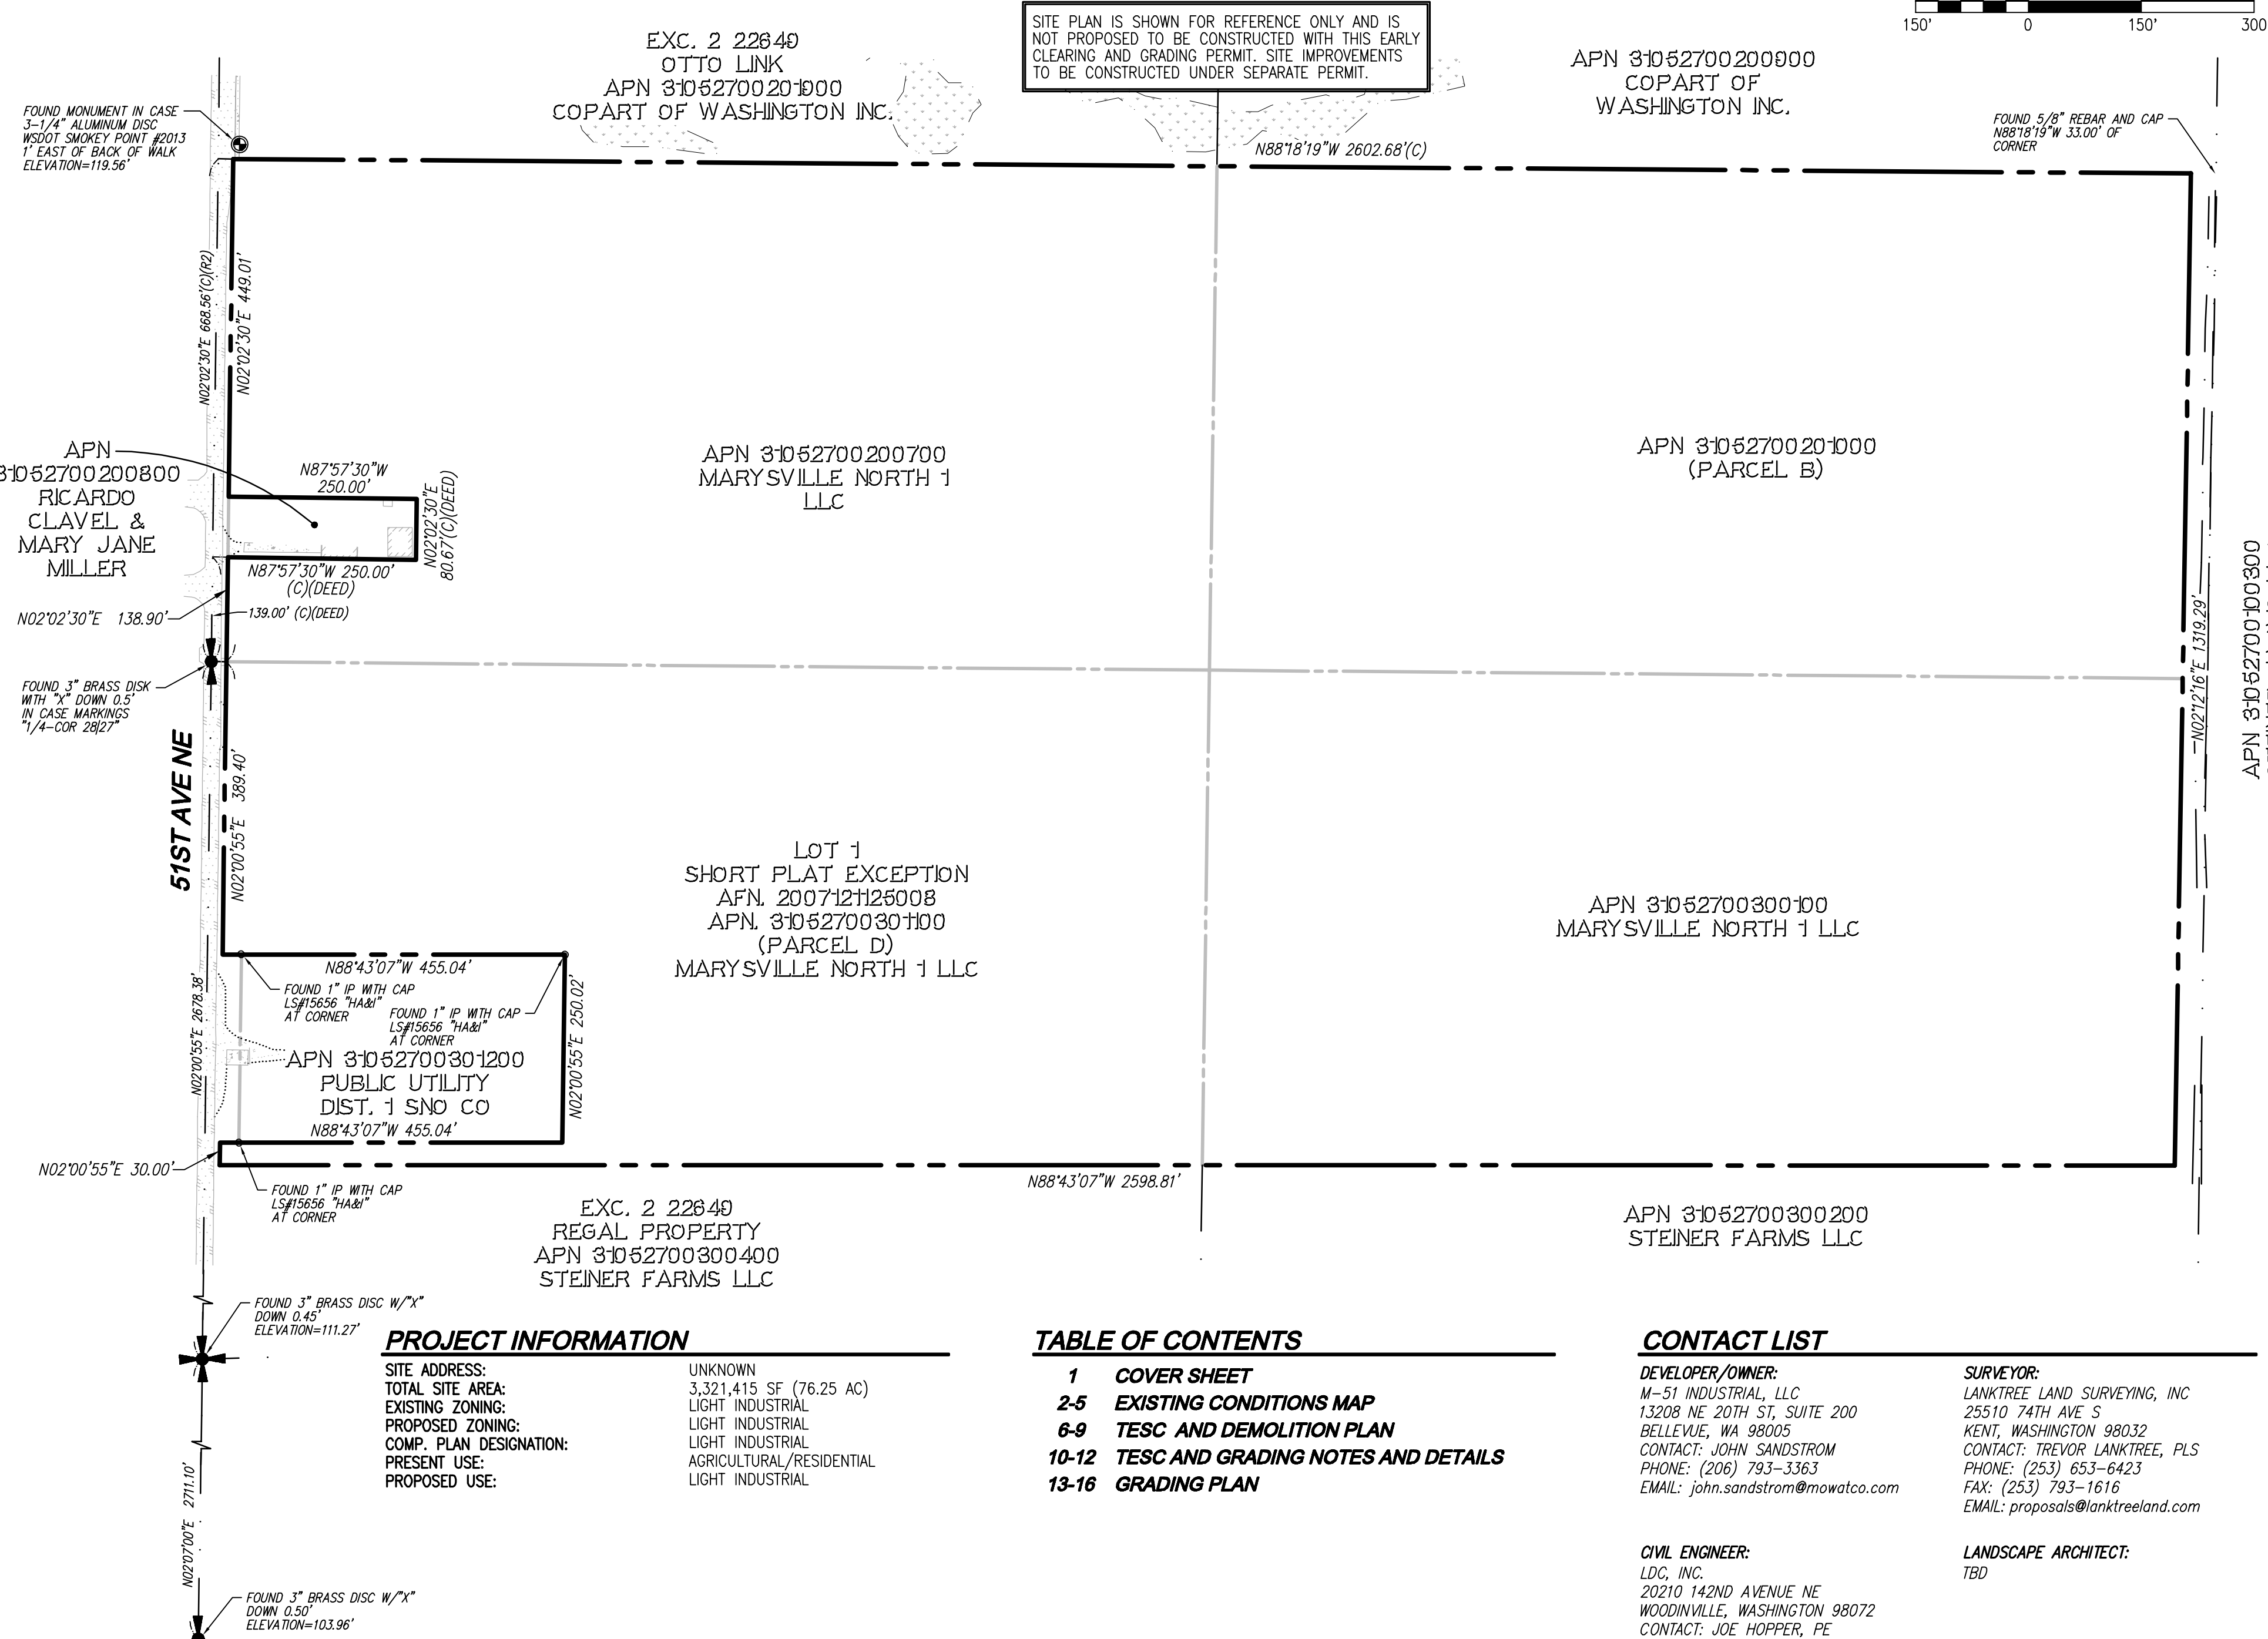 SITE PLAN IS SHOWN FOR REFERENCE ONLY AND IS
NOT PROPOSED TO BE CONSTRUCTED WITH THIS EARLY
CLEARING AND GRADING PERMIT. SITE IMPROVEMENTS
TO BE CONSTRUCTED UNDER SEPARATE PERMIT.
150' 0 150' 300
EXC. 2 22649
OTTO LINK
APN 31052700201000
COPART OF WASHINGTON INC.
APN 31052700200900
COPART OF
WASHINGTON INC.
FOUND MONUMENT IN CASE
3-1/4" ALUMINUM DISC
WSDOT SMOKEY POINT #2013
1' EAST OF BACK OF WALK
ELEVATION=119.56'
FOUND 5/8" REBAR AND CAP
N88°18'19"W 33.00' OF
CORNER
N88°18'19"W 2602.68'(C)
N02°02'30"E 668.56'(C)(R2)
N02°02'30"E 449.01'
APN
31052700200800
RICARDO
CLAVEL &
MARY JANE
MILLER
N87°57'30"W
250.00'
N02°02'30"E
80.67'(C)(DEED)
N87°57'30"W 250.00'
(C)(DEED)
N02°02'30"E 138.90'
139.00' (C)(DEED)
APN 31052700200700
MARYSVILLE NORTH 1
LLC
APN 31052700201000
(PARCEL B)
N02°12'16"E 1319.29'
APN 31052700100300
FOUND 3" BRASS DISK
WITH "X" DOWN 0.5'
IN CASE MARKINGS
"1/4-COR 28|27"
51ST AVE NE
N02°00'55"E 389.40'
LOT 1
SHORT PLAT EXCEPTION
AFN. 2007121125008
APN. 31052700301100
(PARCEL D)
MARYSVILLE NORTH 1 LLC
APN 31052700300100
MARYSVILLE NORTH 1 LLC
N88°43'07"W 455.04'
FOUND 1" IP WITH CAP
LS#15656 "HA&I"
AT CORNER
FOUND 1" IP WITH CAP
LS#15656 "HA&I"
AT CORNER
N02°00'55"E 2678.38'
N02°00'55"E 250.02'
APN 31052700301200
PUBLIC UTILITY
DIST. 1 SNO CO
N88°43'07"W 455.04'
N02°00'55"E 30.00'
N88°43'07"W 2598.81'
FOUND 1" IP WITH CAP
LS#15656 "HA&I"
AT CORNER
EXC. 2 22649
REGAL PROPERTY
APN 31052700300400
STEINER FARMS LLC
APN 31052700300200
STEINER FARMS LLC
FOUND 3" BRASS DISC W/"X"
DOWN 0.45'
ELEVATION=111.27'
N02°07'00"E 2711.10'
FOUND 3" BRASS DISC W/"X"
DOWN 0.50'
ELEVATION=103.96'
PROJECT INFORMATION
SITE ADDRESS: UNKNOWN
TOTAL SITE AREA: 3,321,415 SF (76.25 AC)
EXISTING ZONING: LIGHT INDUSTRIAL
PROPOSED ZONING: LIGHT INDUSTRIAL
COMP. PLAN DESIGNATION: LIGHT INDUSTRIAL
PRESENT USE: AGRICULTURAL/RESIDENTIAL
PROPOSED USE: LIGHT INDUSTRIAL
TABLE OF CONTENTS
1 COVER SHEET
2-5 EXISTING CONDITIONS MAP
6-9 TESC AND DEMOLITION PLAN
10-12 TESC AND GRADING NOTES AND DETAILS
13-16 GRADING PLAN
CONTACT LIST
DEVELOPER/OWNER:
M-51 INDUSTRIAL, LLC
13208 NE 20TH ST, SUITE 200
BELLEVUE, WA 98005
CONTACT: JOHN SANDSTROM
PHONE: (206) 793-3363
EMAIL: john.sandstrom@mowatco.com
SURVEYOR:
LANKTREE LAND SURVEYING, INC
25510 74TH AVE S
KENT, WASHINGTON 98032
CONTACT: TREVOR LANKTREE, PLS
PHONE: (253) 653-6423
FAX: (253) 793-1616
EMAIL: proposals@lanktreeland.com
CIVIL ENGINEER:
LDC, INC.
20210 142ND AVENUE NE
WOODINVILLE, WASHINGTON 98072
CONTACT: JOE HOPPER, PE
LANDSCAPE ARCHITECT:
TBD